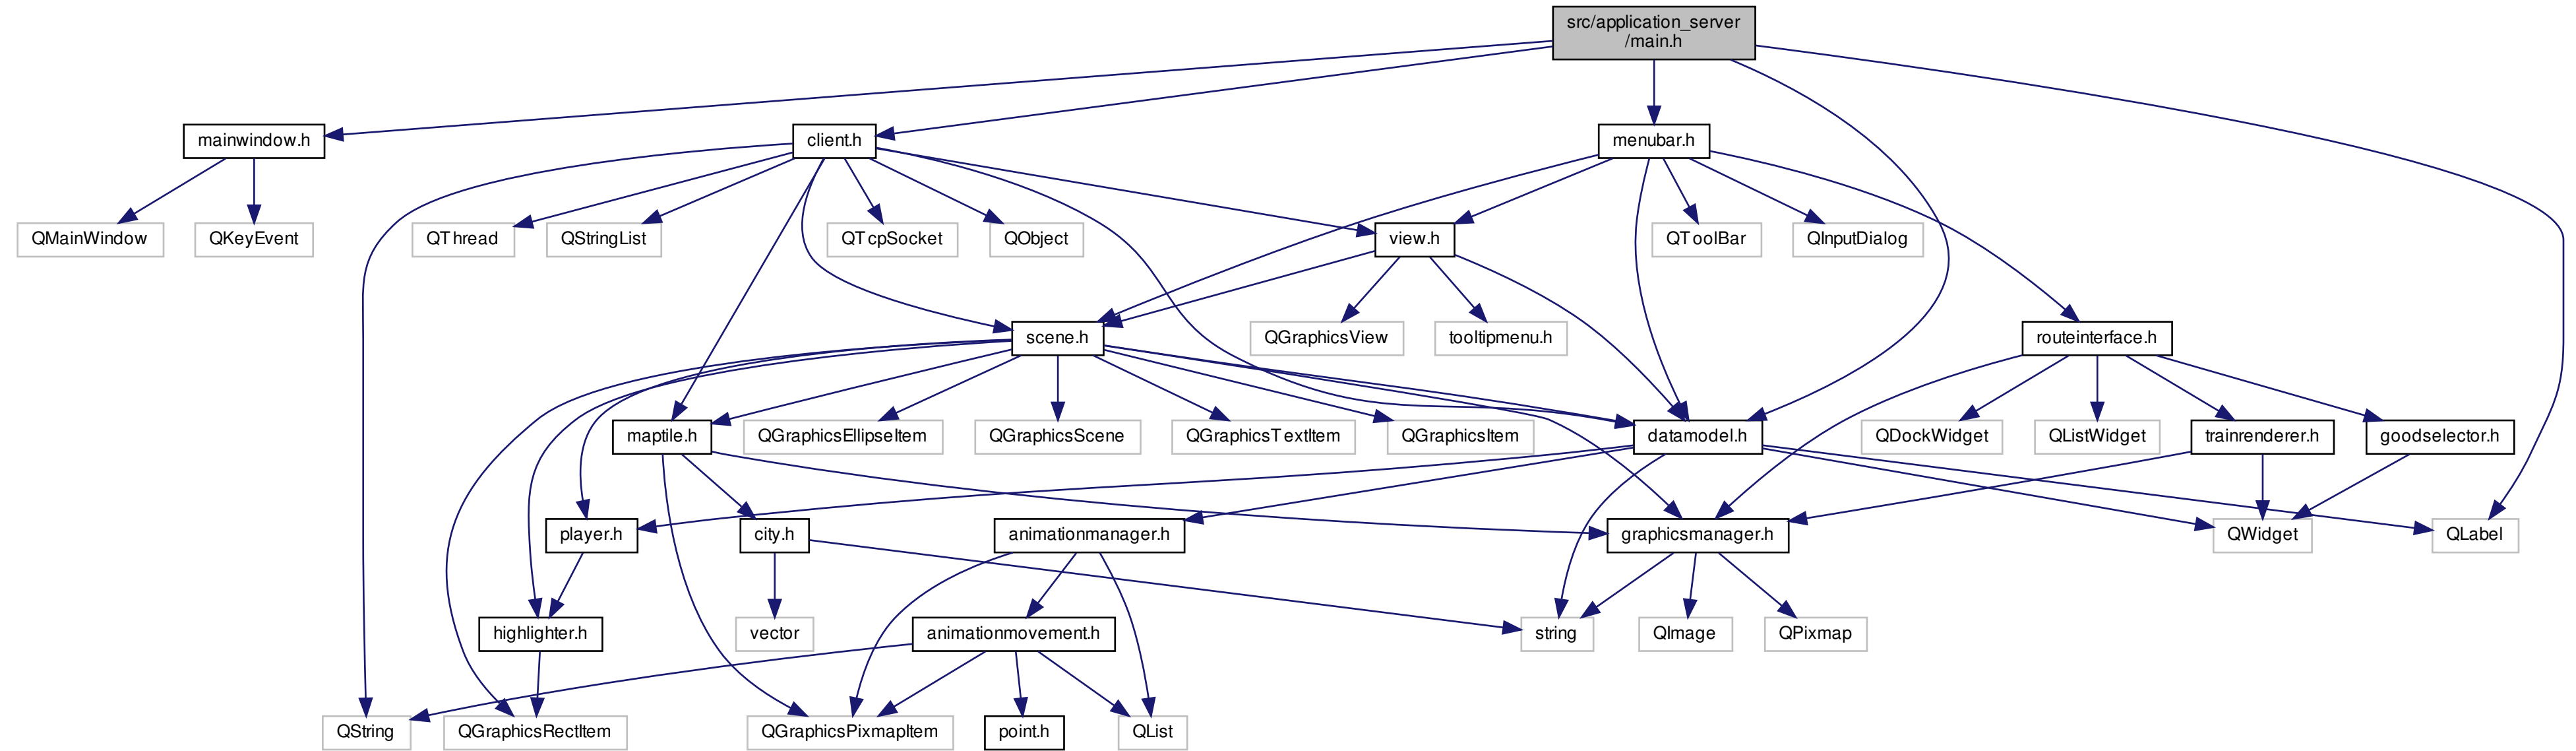 src/application_server
/main.h
mainwindow.h
client.h
menubar.h
QMainWindow
QKeyEvent
QThread
QStringList
QTcpSocket
QObject
view.h
QToolBar
QInputDialog
scene.h
QGraphicsView
tooltipmenu.h
routeinterface.h
maptile.h
QGraphicsEllipseItem
QGraphicsScene
QGraphicsTextItem
QGraphicsItem
datamodel.h
QDockWidget
QListWidget
trainrenderer.h
goodselector.h
player.h
city.h
animationmanager.h
graphicsmanager.h
QWidget
QLabel
highlighter.h
vector
animationmovement.h
string
QImage
QPixmap
QString
QGraphicsRectItem
QGraphicsPixmapItem
point.h
QList